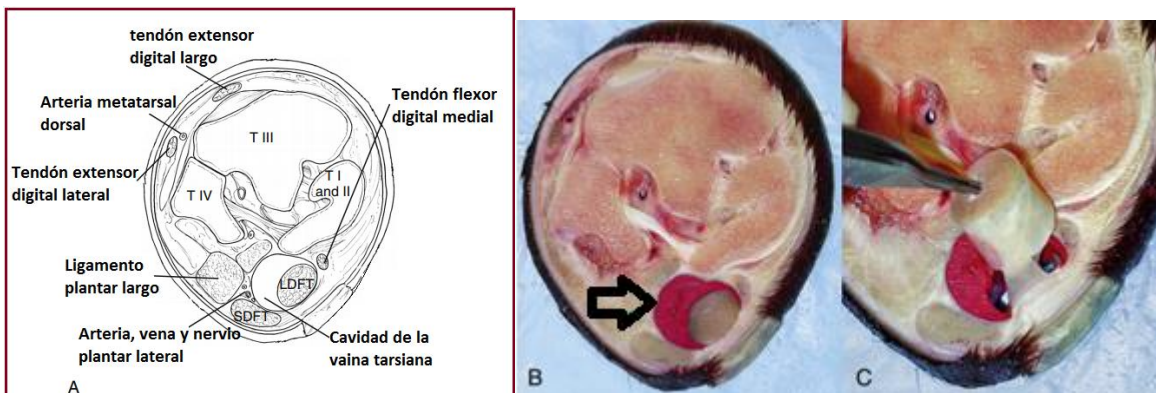 tendón extensor
digital largo
Arteria metatarsal
dorsal
Tendón flexor
digital medial
T III
T I
and II
Tendón extensor
digital lateral
T IV
Ligamento
plantar largo
LDFT
SDFT
Arteria, vena y nervio
plantar lateral
Cavidad de la
vaina tarsiana
A
B
C